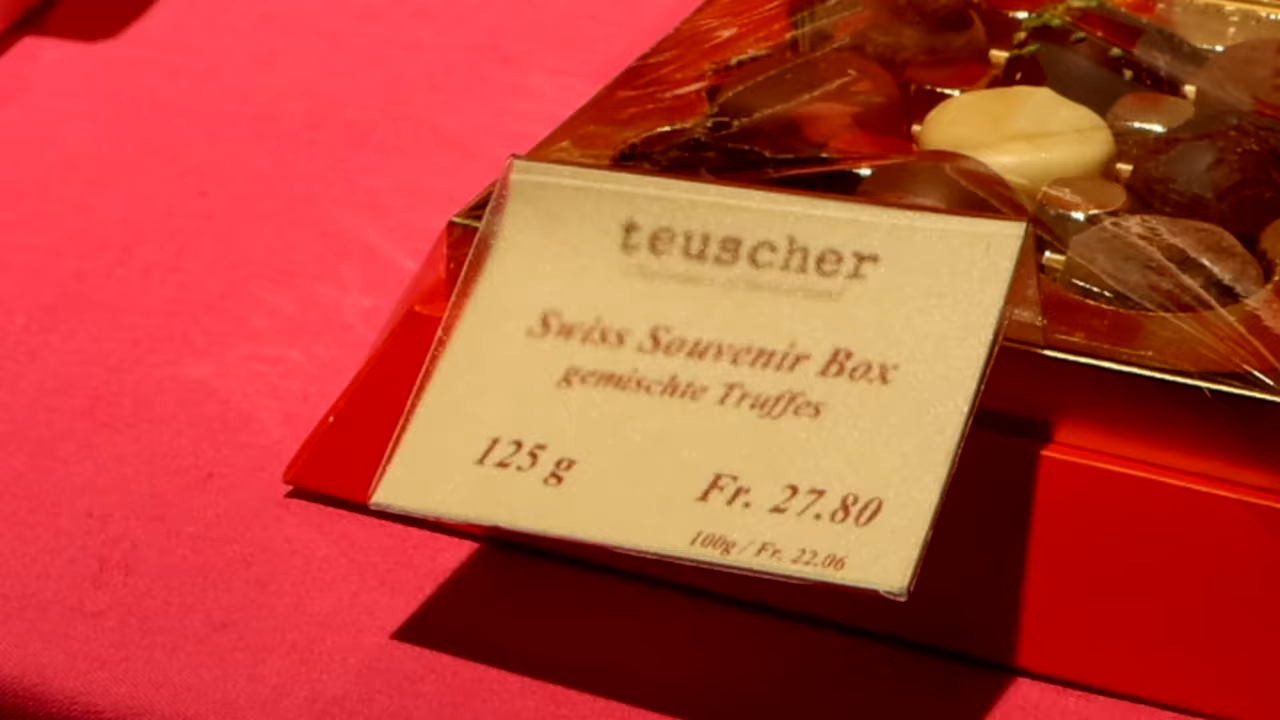 teuscher
Swiss Souvenir Box
gemischte Truffes
125 g
Fr. 27.80
100g / Fr. 22.06